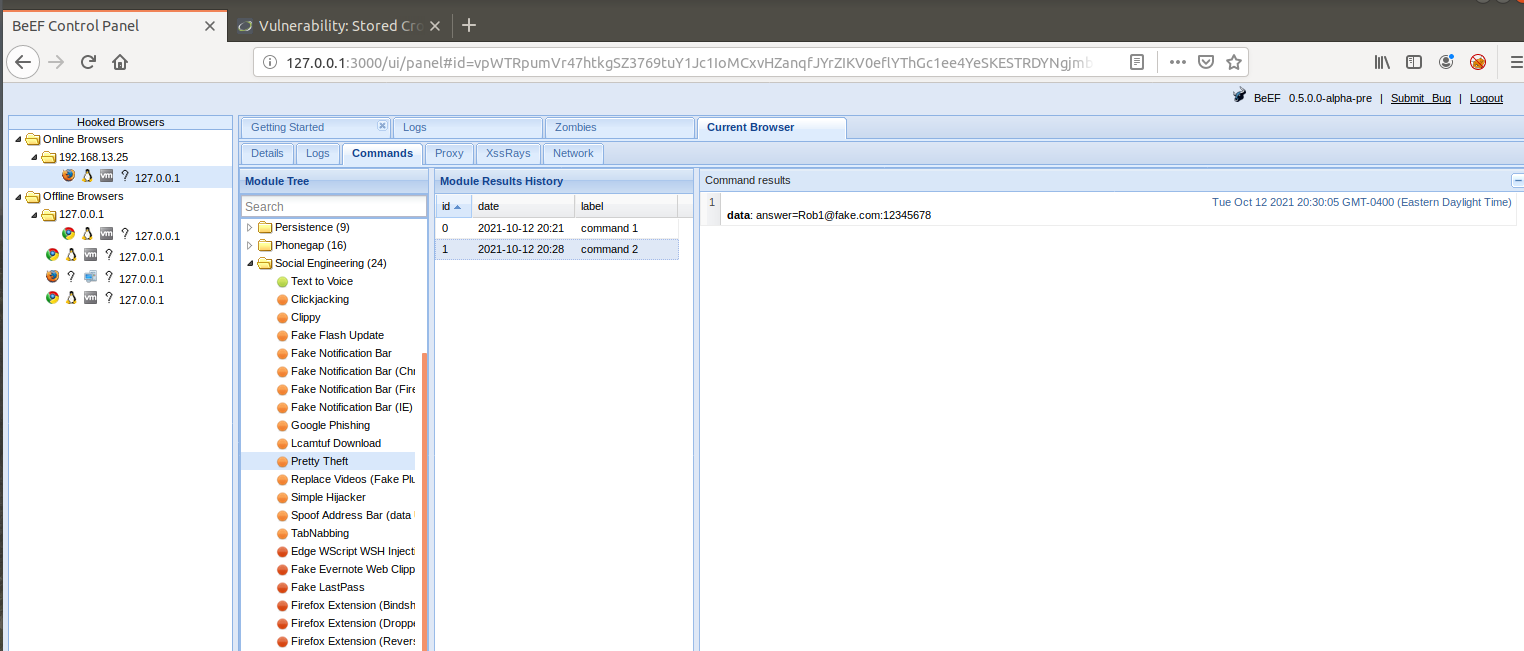 BeEF Control Panel
Vulnerability: Stored Cro
127.0.0.1:3000/ui/panel#id=vpWTRpumVr47htkgSZ3769tuY1Jc1IoMCxvHZanqfJYrZIKV0eflYThGc1ee4YeSKESTRDYNgjmb
BeEF 0.5.0.0-alpha-pre | Submit Bug | Logout
Hooked Browsers
Online Browsers
192.168.13.25
? 127.0.0.1
Offline Browsers
127.0.0.1
? 127.0.0.1
? 127.0.0.1
? ? 127.0.0.1
? 127.0.0.1
Getting Started
Logs
Zombies
Current Browser
Details
Logs
Commands
Proxy
XssRays
Network
Module Tree
Search
Persistence (9)
Phonegap (16)
Social Engineering (24)
Text to Voice
Clickjacking
Clippy
Fake Flash Update
Fake Notification Bar
Fake Notification Bar (Chr
Fake Notification Bar (Fire
Fake Notification Bar (IE)
Google Phishing
Lcamtuf Download
Pretty Theft
Replace Videos (Fake Plu
Simple Hijacker
Spoof Address Bar (data
TabNabbing
Edge WScript WSH Injecti
Fake Evernote Web Clipp
Fake LastPass
Firefox Extension (Bindsh
Firefox Extension (Droppe
Firefox Extension (Revers
Module Results History
id date label
0 2021-10-12 20:21 command 1
1 2021-10-12 20:28 command 2
Command results
1 Tue Oct 12 2021 20:30:05 GMT-0400 (Eastern Daylight Time)
data: answer=Rob1@fake.com:12345678